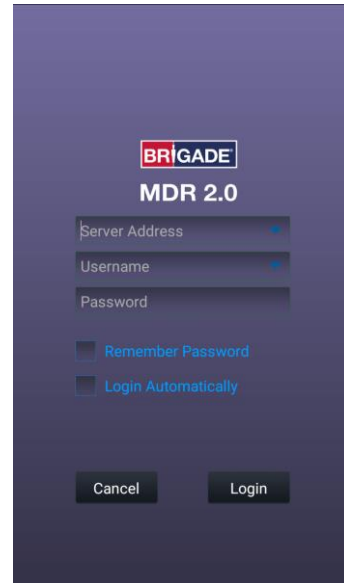 BRIGADE
MDR 2.0
Server Address
Username
Password
Remember Password
Login Automatically
Cancel Login